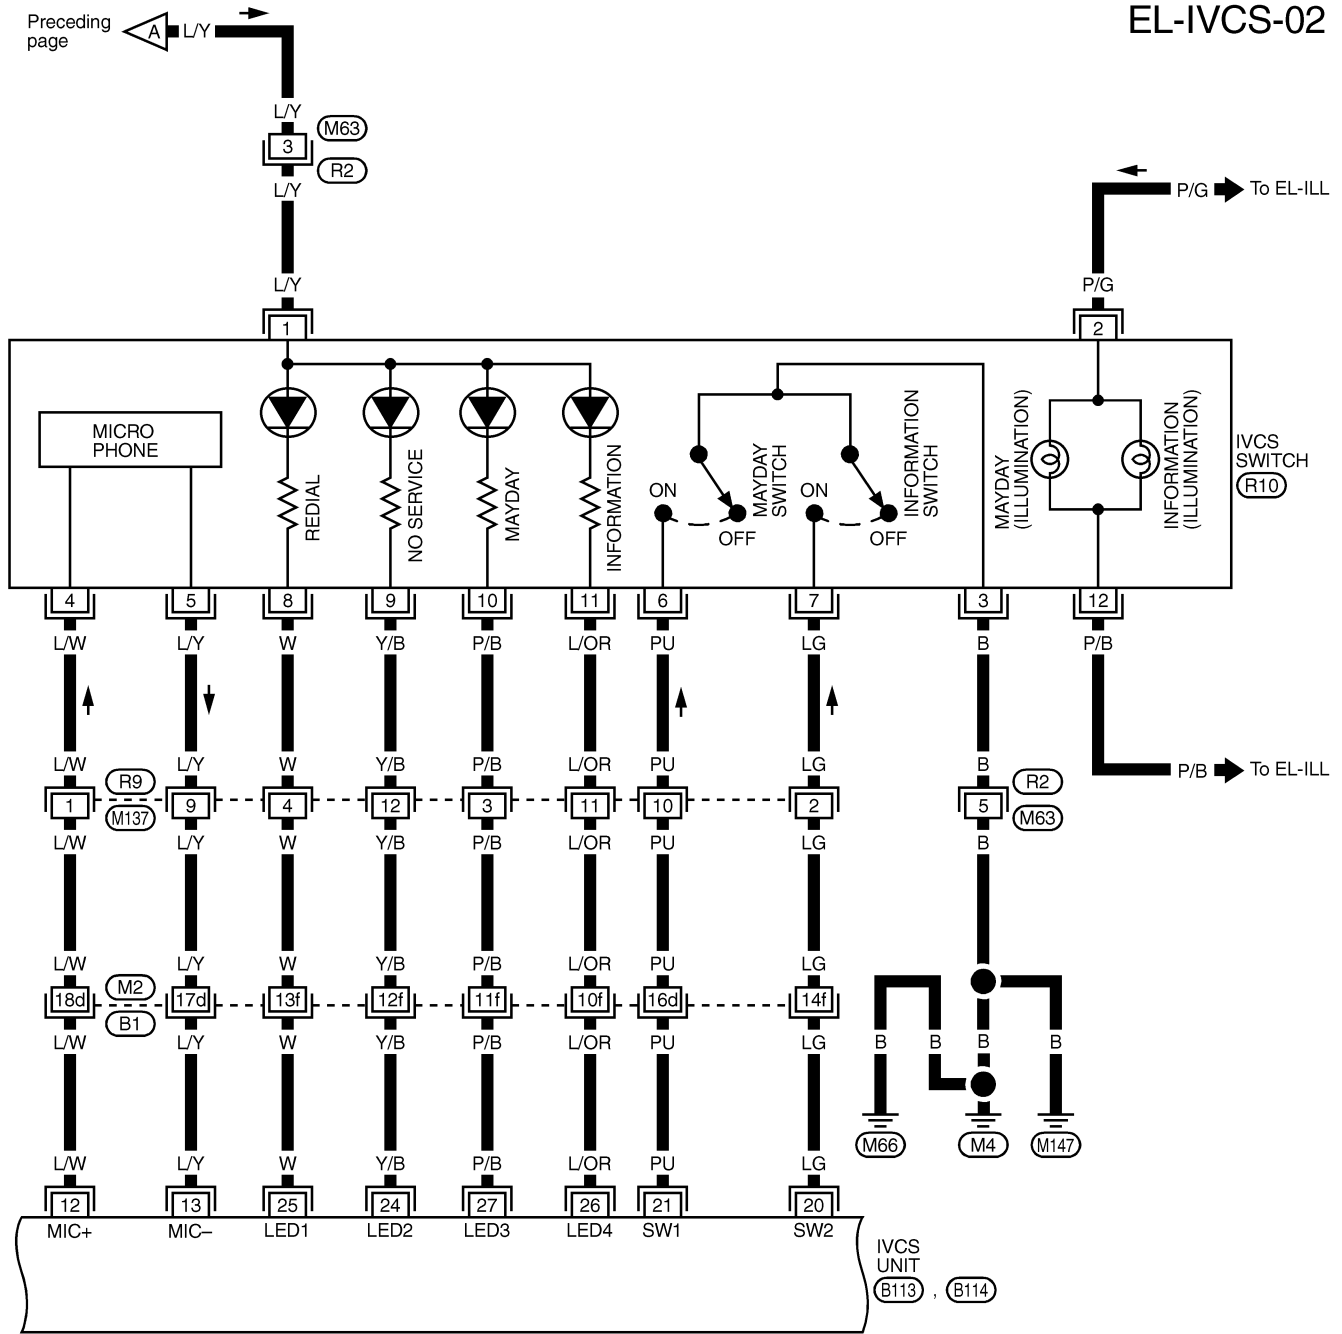 EL-IVCS-02
Preceding
page
A
L/Y
L/Y
3
M63
R2
L/Y
P/G
To EL-ILL
L/Y
P/G
1
2
MICRO
PHONE
REDIAL
NO SERVICE
MAYDAY
INFORMATION
ON
OFF
MAYDAY
SWITCH
ON
OFF
INFORMATION
SWITCH
MAYDAY
(ILLUMINATION)
INFORMATION
(ILLUMINATION)
IVCS
SWITCH
R10
4 5 8 9 10 11 6 7 3 12
L/W L/Y W Y/B P/B L/OR PU LG B P/B
L/W L/Y W Y/B P/B L/OR PU LG B
P/B
To EL-ILL
R9
R2
1 9 4 12 3 11 10 2 5
M137
M63
L/W L/Y W Y/B P/B L/OR PU LG B
L/W L/Y W Y/B P/B L/OR PU LG
M2
18d 17d 13f 12f 11f 10f 16d 14f
B1
L/W L/Y W Y/B P/B L/OR PU LG B B B B
M66 M4 M147
L/W L/Y W Y/B P/B L/OR PU LG
12 13 25 24 27 26 21 20
MIC+ MIC– LED1 LED2 LED3 LED4 SW1 SW2
IVCS
UNIT
B113 , B114